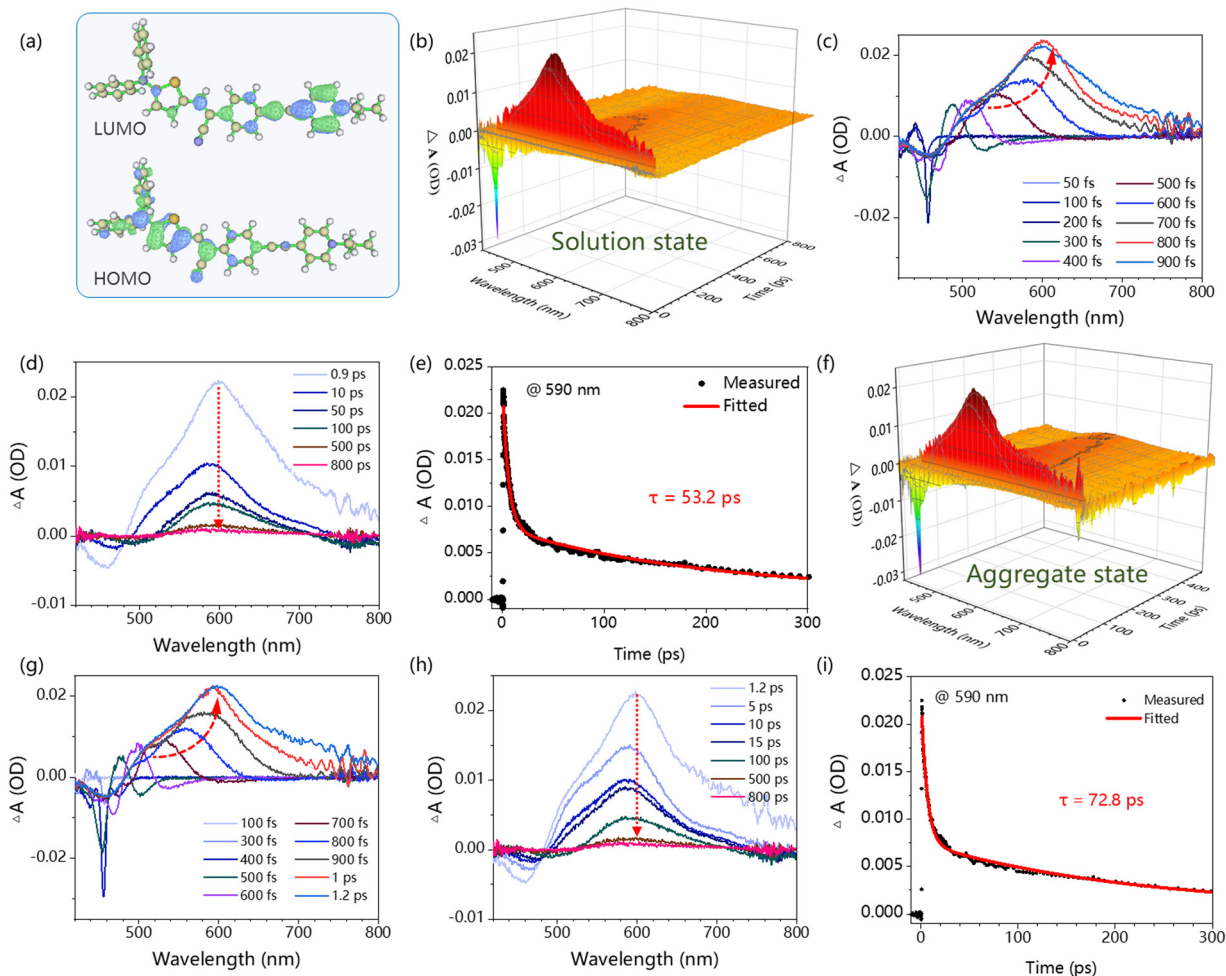 (a)
LUMO
HOMO
(b)
0.02
0.01
0.00
-0.01
-0.02
-0.03
△ A (OD)
500
600
700
800
Wavelength (nm)
0
200
400
600
800
Time (ps)
Solution state
(c)
0.02
0.00
-0.02
△ A (OD)
500 600 700 800
Wavelength (nm)
50 fs
100 fs
200 fs
300 fs
400 fs
500 fs
600 fs
700 fs
800 fs
900 fs
(d)
0.02
0.01
0.00
-0.01
△ A (OD)
500 600 700 800
Wavelength (nm)
0.9 ps
10 ps
50 ps
100 ps
500 ps
800 ps
(e)
0.025
0.020
0.015
0.010
0.005
0.000
△ A (OD)
@ 590 nm
Measured
Fitted
τ = 53.2 ps
0 100 200 300
Time (ps)
(f)
0.02
0.01
0.00
-0.01
-0.02
-0.03
△ A (OD)
500
600
700
800
Wavelength (nm)
0
100
200
300
400
Time (ps)
Aggregate state
(g)
0.02
0.00
-0.02
△ A (OD)
500 600 700 800
Wavelength (nm)
100 fs
300 fs
400 fs
500 fs
600 fs
700 fs
800 fs
900 fs
1 ps
1.2 ps
(h)
0.02
0.01
0.00
-0.01
△ A (OD)
500 600 700 800
Wavelength (nm)
1.2 ps
5 ps
10 ps
15 ps
100 ps
500 ps
800 ps
(i)
0.025
0.020
0.015
0.010
0.005
0.000
△ A (OD)
@ 590 nm
Measured
Fitted
τ = 72.8 ps
0 100 200 300
Time (ps)